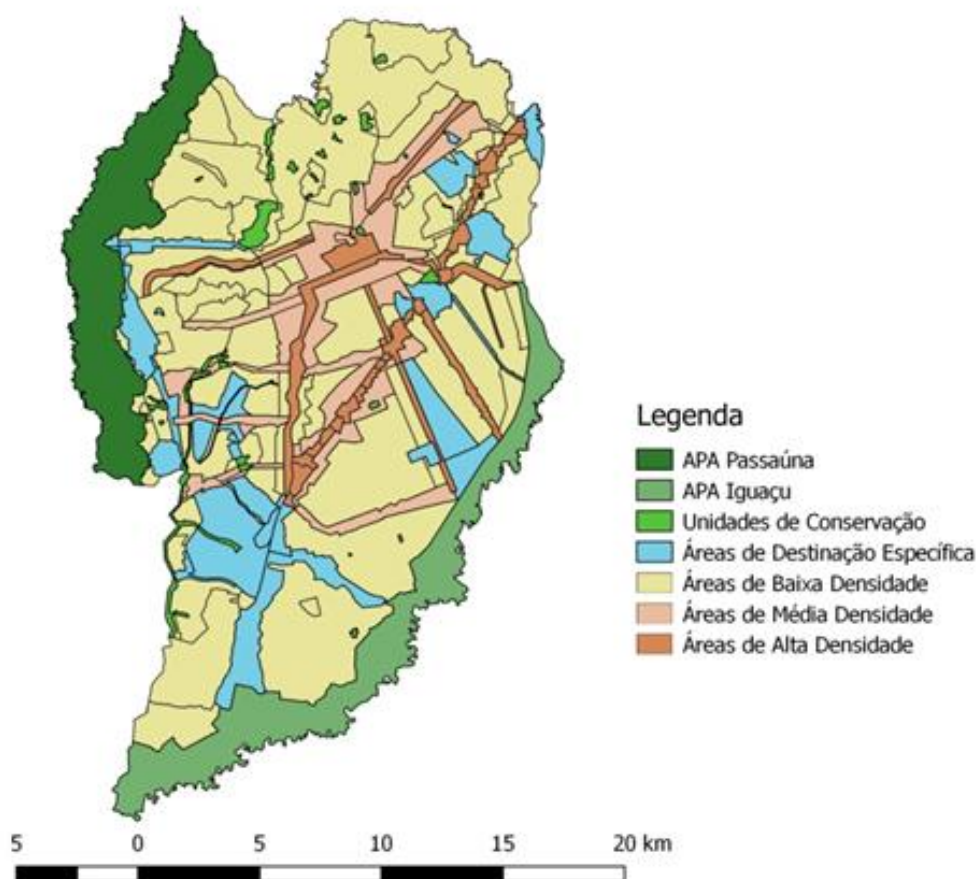 Legenda
APA Passaúna
APA Iguaçu
Unidades de Conservação
Áreas de Destinação Específica
Áreas de Baixa Densidade
Áreas de Média Densidade
Áreas de Alta Densidade
5 0 5 10 20 km